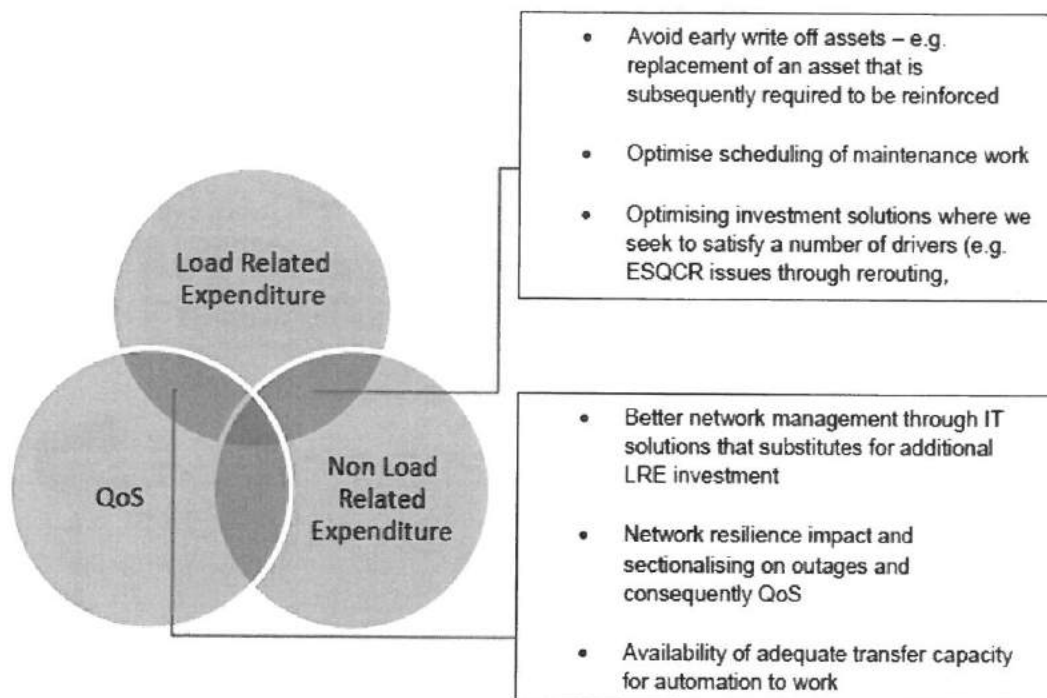 Load Related
Expenditure
QoS
Non Load
Related
Expenditure
• Avoid early write off assets – e.g.
replacement of an asset that is
subsequently required to be reinforced
• Optimise scheduling of maintenance work
• Optimising investment solutions where we
seek to satisfy a number of drivers (e.g.
ESQCR issues through rerouting,
• Better network management through IT
solutions that substitutes for additional
LRE investment
• Network resilience impact and
sectionalising on outages and
consequently QoS
• Availability of adequate transfer capacity
for automation to work